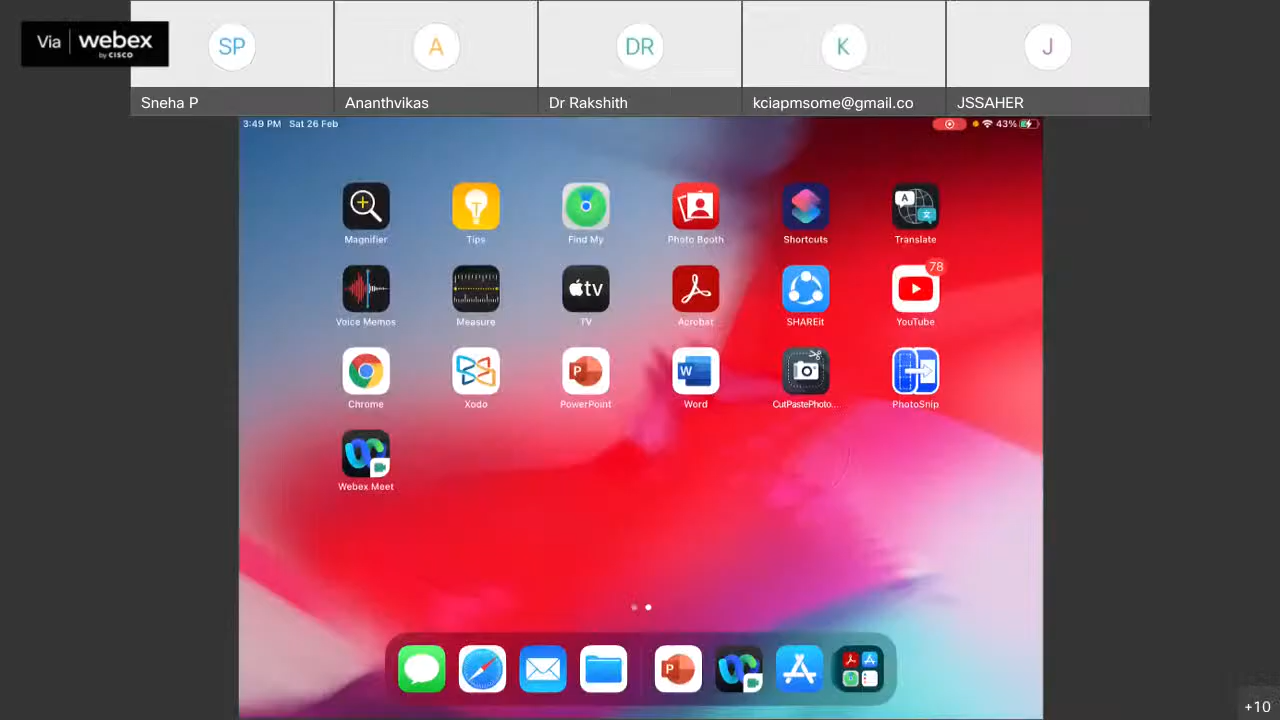 Via webex
by CISCO
SP A DR K J
Sneha P Ananthvikas Dr Rakshith kciapmsome@gmail.co JSSAHER
3:49 PM Sat 26 Feb 43%
Magnifier Tips Find My Photo Booth Shortcuts Translate
78
tv
Voice Memos Measure TV Acrobat SHAREit YouTube
Chrome Xodo PowerPoint Word CutPastePhoto.... PhotoSnip
Webex Meet
+10